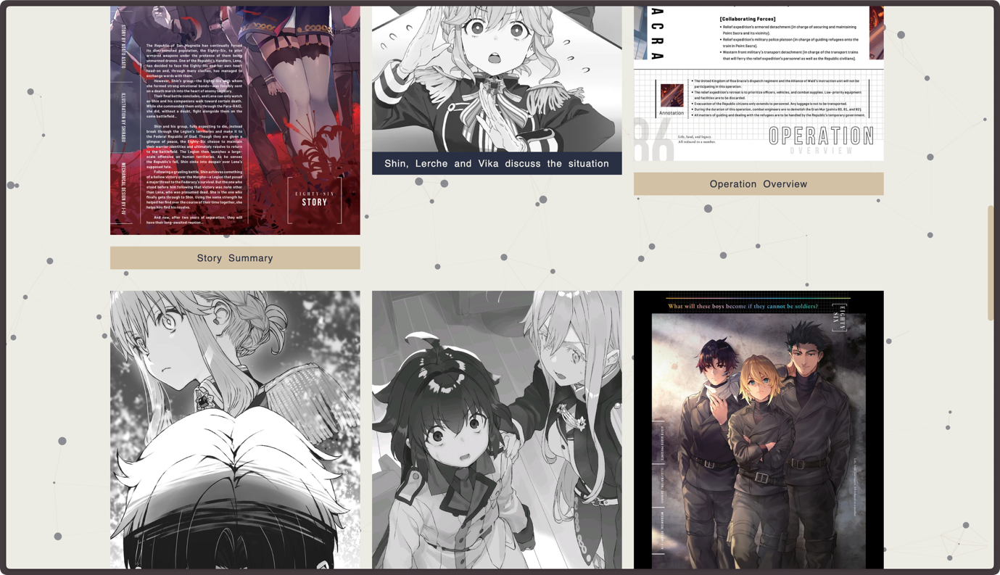 STORY BY ASATO ASATO
ILLUSTRATION BY SHIRABII
MECHANICAL DESIGN BY I-IV
The Republic of San Magnolia has continually forced
its discriminated population, the Eighty-Six, to pilot
armored weapons under the pretense of them being
unmanned drones. One of the Republic's Handlers, Lena,
has decided to face the Eighty-Six and her own heart
head-on and, through many clashes, has managed to
exchange words with them.
However, Shin's group—the Eighty-Six with whom
she formed strong emotional bands—was forcibly sent
on a death march into the heart of enemy territory.
Their final battle concludes, and Lena can only watch
as Shin and his companions walk toward certain death.
While she commanded them only through the Para-RAID,
she did, without a doubt, fight alongside them on the
same battlefield...
Shin and his group, fully expecting to die, instead
break through the Legion's territories and make it to
the Federal Republic of Giad. Though they are given a
glimpse of peace, the Eighty-Six choose to maintain
their warrior identities and ultimately resolve to return
to the battlefield. The Legion then launches a large-
scale offensive on human territories. As he senses
the Republic's fall, Shin sinks into despair over Lena's
supposed fate.
Following a grueling battle, Shin achieves something
of a hollow victory over the Morpho—a Legion that posed
a major threat to the Federacy's survival. But the one who
stood before him following that victory was none other
than Lena, who was presumed dead. She is the one who
finally gets through to Shin. Using the same strength he
helped her find over the course of their time together, she
helps him find his resolve.
And now, after two years of separation, they will
have their long-awaited reunion...
EIGHTY-SIX
STORY
Story Summary
Shin, Lerche and Vika discuss the situation
ACRA
[Collaborating Forces]
• Relief expedition's armored detachment (in charge of securing and maintaining
Point Sacra and its vicinity).
• Relief expedition's military police platoon (in charge of guiding refugees onto the
train in Point Sacra).
• Western front military's transport detachment (in charge of the transport trains
that will ferry the relief expedition's personnel as well as the Republic civilians).
Annotation
• The United Kingdom of Roa Gracia's dispatch regiment and the Alliance of Wald's instruction unit will not be
participating in this operation.
• The relief expedition's retreat is to prioritize officers, vehicles, and combat supplies. Low-priority equipment
and facilities are to be discarded.
• Evacuation of the Republic citizens only extends to personnel. Any luggage is not to be transported.
• During the duration of this operation, combat engineers are to demolish the Gran Mur (points 80, 81, and 82).
• All matters of guiding and dealing with the refugees are to be handled by the Republic's temporary government.
86
Life, land, and legacy.
All reduced to a number.
OPERATION
OVERVIEW
Operation Overview
What will these boys become if they cannot be soldiers?
EIGHTY
SIX
ASATO ASATO PRESENTS
ILLUSTRATION: SHIRABII
MECHANICAL DESIGN: I-IV